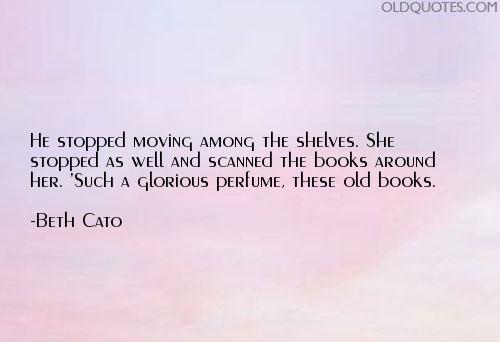 OLDQUOTES.COM
He stopped moving among the shelves. She
stopped as well and scanned the books around
her. 'Such a glorious perfume, these old books.
-Beth Cato